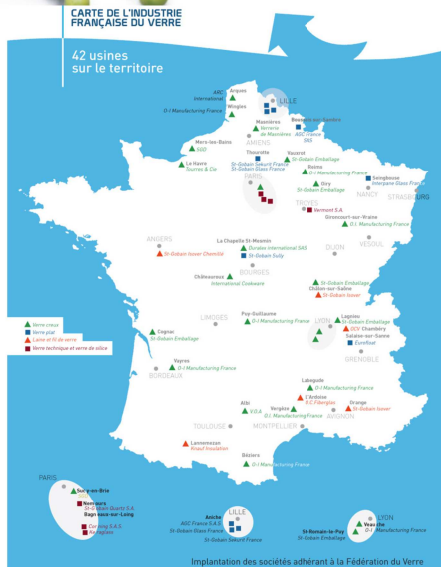 CARTE DE L'INDUSTRIE
FRANÇAISE DU VERRE
42 usines
sur le territoire
ARC
International
Arques
Wingles
O-I Manufacturing France
LILLE
Masnières
Verrerie
de Masnières
Boussois-sur-Sambre
AGC France
SAS
AMIENS
Mers-les-Bains
SGD
Le Havre
Tourres & Cie
Thourotte
St-Gobain Sekurit France
St-Gobain Glass France
Vauxrot
St-Gobain Emballage
Reims
O-I Manufacturing France
Oiry
St-Gobain Emballage
Seingbouse
Interpane Glass France
PARIS
NANCY
STRASBOURG
TROYES
Vermont S.A.
Gironcourt-sur-Vraine
O.I. Manufacturing France
ANGERS
St-Gobain Isover Chemillé
La Chapelle St-Mesmin
Duralex International SAS
St-Gobain Sully
DIJON
VESOUL
BOURGES
Châteauroux
International Cookware
St-Gobain Emballage
Châlon-sur-Saône
St-Gobain Isover
Verre creux
Verre plat
Laine et fil de verre
Verre technique et verre de silice
LIMOGES
Puy-Guillaume
O-I Manufacturing France
LYON
Lagnieu
St-Gobain Emballage
OCV Chambéry
Salaise-sur-Sanne
Eurofloat
GRENOBLE
Cognac
St-Gobain Emballage
Vayres
O-I Manufacturing France
BORDEAUX
Labegude
O-I Manufacturing France
L'Ardoise
Orange
St-Gobain Isover
AVIGNON
Albi
V.O.A
Vergèze
O.I. Manufacturing France
TOULOUSE
MONTPELLIER
Lannemezan
Knauf Insulation
Béziers
O-I Manufacturing France
PARIS
Sucy-en-Brie
Nemours
St-Gobain Quartz S.A.
Bagneaux-sur-Loing
Corning S.A.S
Keraglass
LILLE
Aniche
AGC France S.A.S
St-Gobain Glass France
St-Gobain Sekurit France
LYON
Veauche
O-I Manufacturing France
St-Romain-le-Puy
St-Gobain Emballage
Implantation des sociétés adhérant à la Fédération du Verre